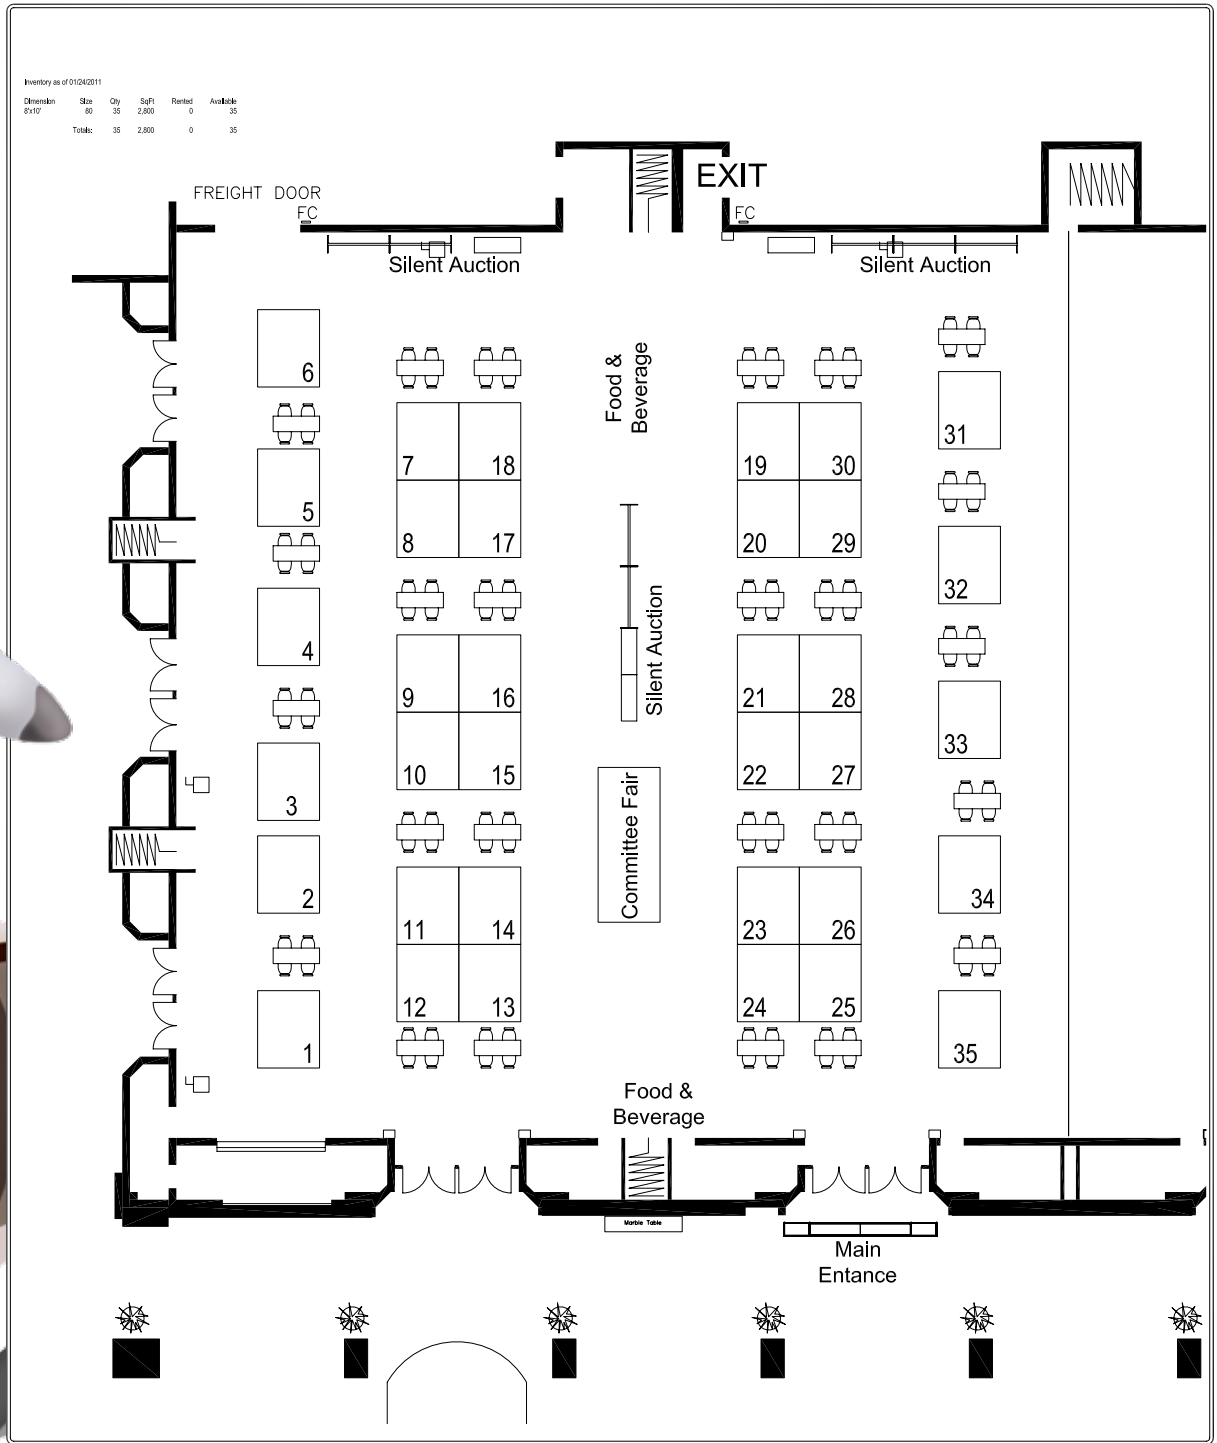 Inventory as of 01/24/2011
Dimension Size Qty SqFt Rented Available
8'x10' 80 35 2,800 0 35
Totals: 35 2,800 0 35
EXIT
FREIGHT DOOR
FC
FC
Silent Auction
Silent Auction
6
Food &
Beverage
31
7 18
19 30
5
8 17
20 29
32
Silent Auction
4
9 16
21 28
33
10 15
22 27
3
Committee Fair
2
34
11 14
23 26
12 13
24 25
1
35
Food &
Beverage
Marble Table
Main
Entance